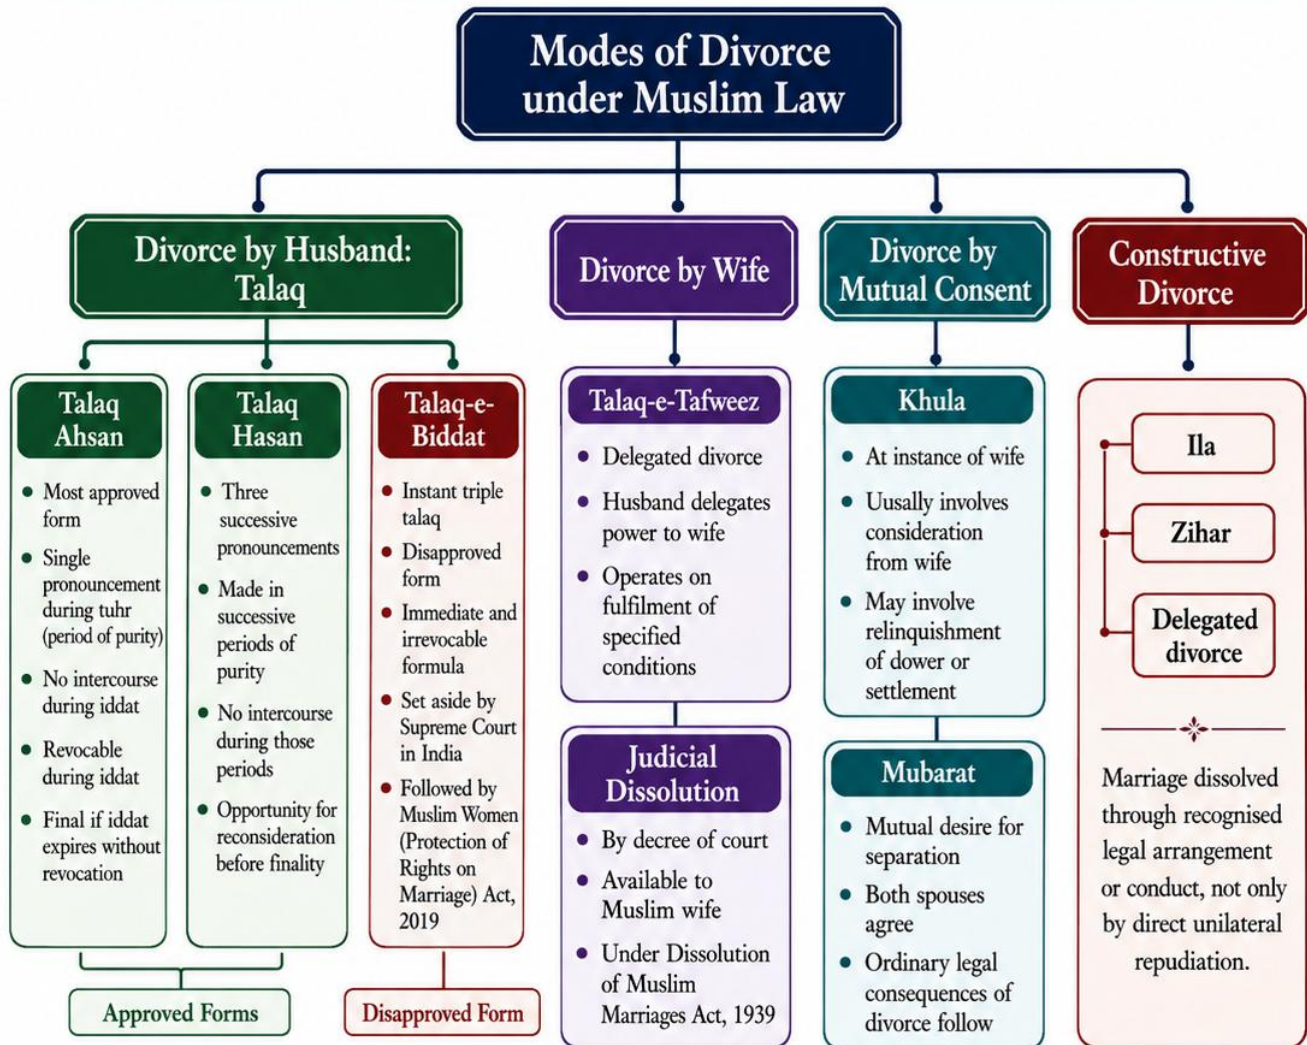 Modes of Divorce
under Muslim Law
Divorce by Husband:
Talaq
Talaq
Ahsan
• Most approved
form
• Single
pronouncement
during tuhr
(period of purity)
• No intercourse
during iddat
• Revocable
during iddat
• Final if iddat
expires without
revocation
Talaq
Hasan
• Three
successive
pronouncements
• Made in
successive
periods of
purity
• No intercourse
during those
periods
• Opportunity for
reconsideration
before finality
Approved Forms
Talaq-e-
Biddat
• Instant triple
talaq
• Disapproved
form
• Immediate and
irrevocable
formula
• Set aside by
Supreme Court
in India
• Followed by
Muslim Women
(Protection of
Rights on
Marriage) Act,
2019
Disapproved Form
Divorce by Wife
Talaq-e-Tafweez
• Delegated divorce
• Husband delegates
power to wife
• Operates on
fulfilment of
specified
conditions
Judicial
Dissolution
• By decree of court
• Available to
Muslim wife
• Under Dissolution
of Muslim
Marriages Act, 1939
Divorce by
Mutual Consent
Khula
• At instance of wife
• Uusally involves
consideration
from wife
• May involve
relinquishment
of dower or
settlement
Mubarat
• Mutual desire for
separation
• Both spouses
agree
• Ordinary legal
consequences of
divorce follow
Constructive
Divorce
Ila
Zihar
Delegated
divorce
Marriage dissolved
through recognised
legal arrangement
or conduct, not only
by direct unilateral
repudiation.